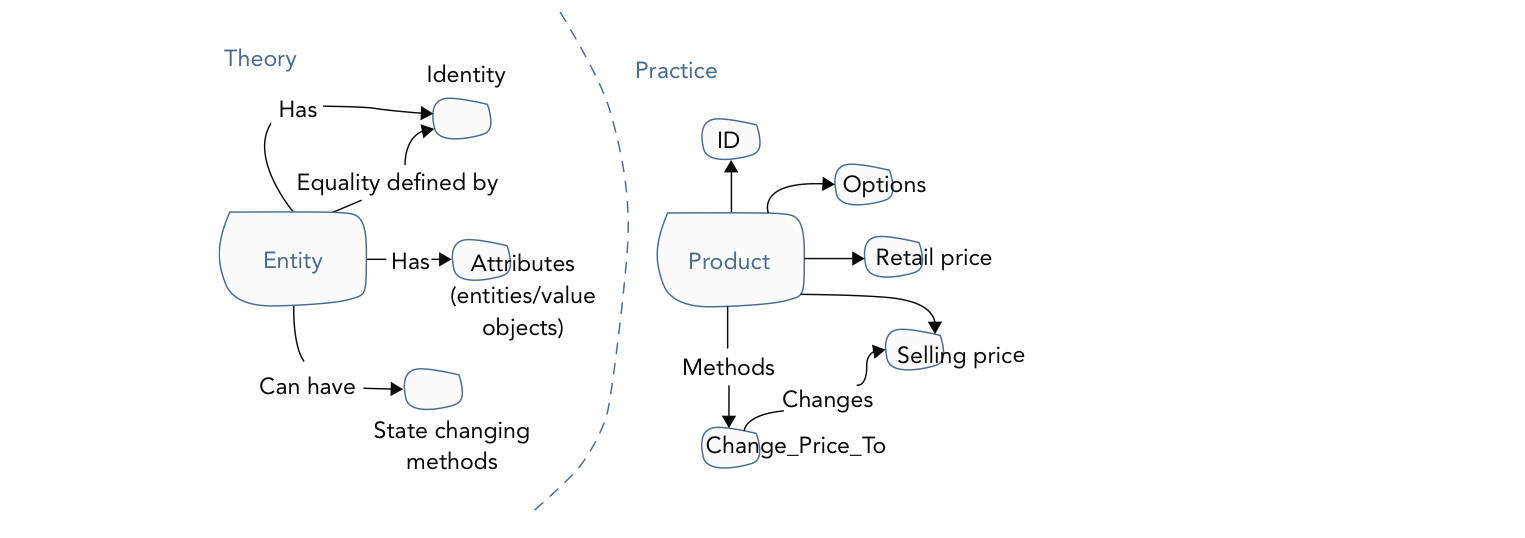 Theory
Identity
Has
Equality defined by
Entity
Has
Attributes
(entities/value
objects)
Can have
State changing
methods
Practice
ID
Options
Product
Retail price
Selling price
Methods
Changes
Change_Price_To